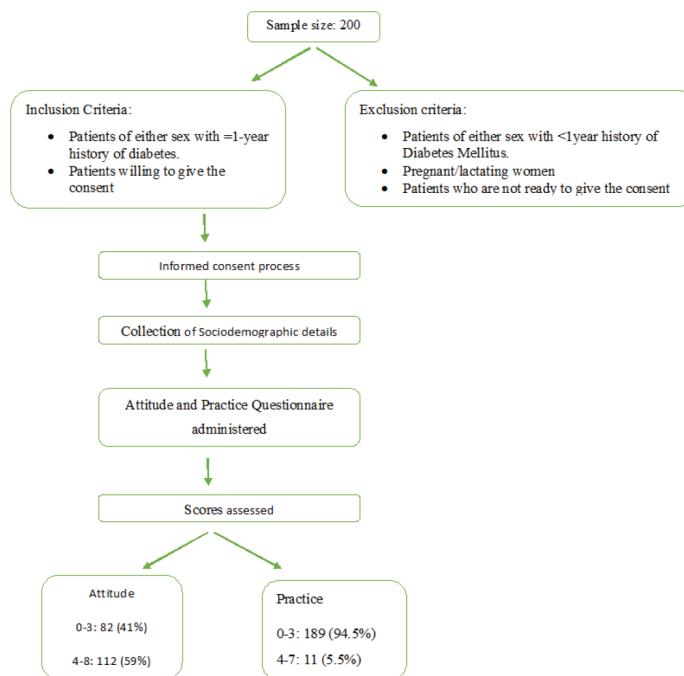 Sample size: 200
Inclusion Criteria:
• Patients of either sex with =1-year
history of diabetes.
• Patients willing to give the
consent
Exclusion criteria:
• Patients of either sex with <1year history of
Diabetes Mellitus.
• Pregnant/lactating women
• Patients who are not ready to give the consent
Informed consent process
Collection of Sociodemographic details
Attitude and Practice Questionnaire
administered
Scores assessed
Attitude
0-3: 82 (41%)
4-8: 112 (59%)
Practice
0-3: 189 (94.5%)
4-7: 11 (5.5%)